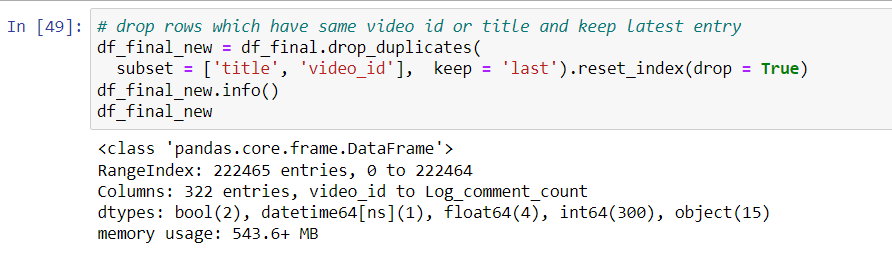 In [49]: # drop rows which have same video id or title and keep latest entry
df_final_new = df_final.drop_duplicates(
  subset = ['title', 'video_id'],  keep = 'last').reset_index(drop = True)
df_final_new.info()
df_final_new
<class 'pandas.core.frame.DataFrame'>
RangeIndex: 222465 entries, 0 to 222464
Columns: 322 entries, video_id to Log_comment_count
dtypes: bool(2), datetime64[ns](1), float64(4), int64(300), object(15)
memory usage: 543.6+ MB